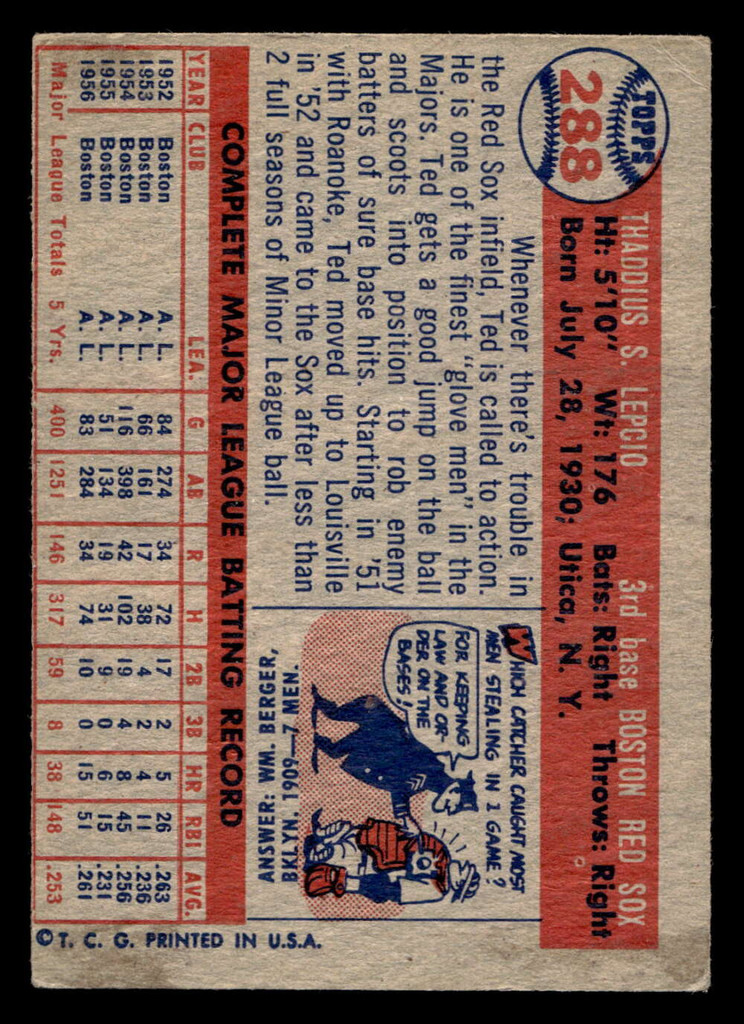 TOPPS
288
THADDIUS S. LEPCIO 3rd base BOSTON RED SOX
Ht: 5'10" Wt: 176 Bats: Right Throws: Right
Born July 28, 1930; Utica, N. Y.
Whenever there's trouble in
the Red Sox infield, Ted is called to action.
He is one of the finest "glove men" in the
Majors. Ted gets a good jump on the ball
and scoots into position to rob enemy
batters of sure base hits. Starting in '51
with Roanoke, Ted moved up to Louisville
in '52 and came to the Sox after less than
2 full seasons of Minor League ball.
WHICH CATCHER CAUGHT MOST
MEN STEALING IN 1 GAME?
FOR KEEPING
LAW AND OR-
DER ON THE
BASES!
ANSWER: WM. BERGER,
BKLYN. 1909—7 MEN.
COMPLETE MAJOR LEAGUE BATTING RECORD
YEAR CLUB LEA. G AB R H 2B 3B HR RBI AVG.
1952 Boston A. L. 84 274 34 72 17 2 5 26 .263
1953 Boston A. L. 66 161 17 38 4 2 4 11 .236
1954 Boston A. L. 116 398 42 102 19 4 8 45 .256
1955 Boston A. L. 51 134 19 31 9 0 6 15 .231
1956 Boston A. L. 83 284 34 74 10 0 15 51 .261
Major League Totals 5 Yrs. 400 1251 146 317 59 8 38 148 .253
© T. C. G. PRINTED IN U.S.A.